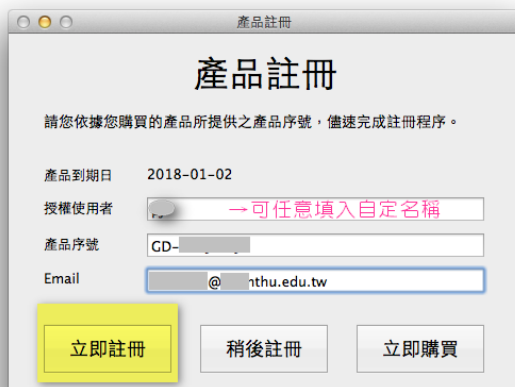 產品註冊
產品註冊
請您依據您購買的產品所提供之產品序號，儘速完成註冊程序。
產品到期日 2018-01-02
授權使用者 →可任意填入自定名稱
產品序號 GD-
Email @ nthu.edu.tw
立即註冊 稍後註冊 立即購買